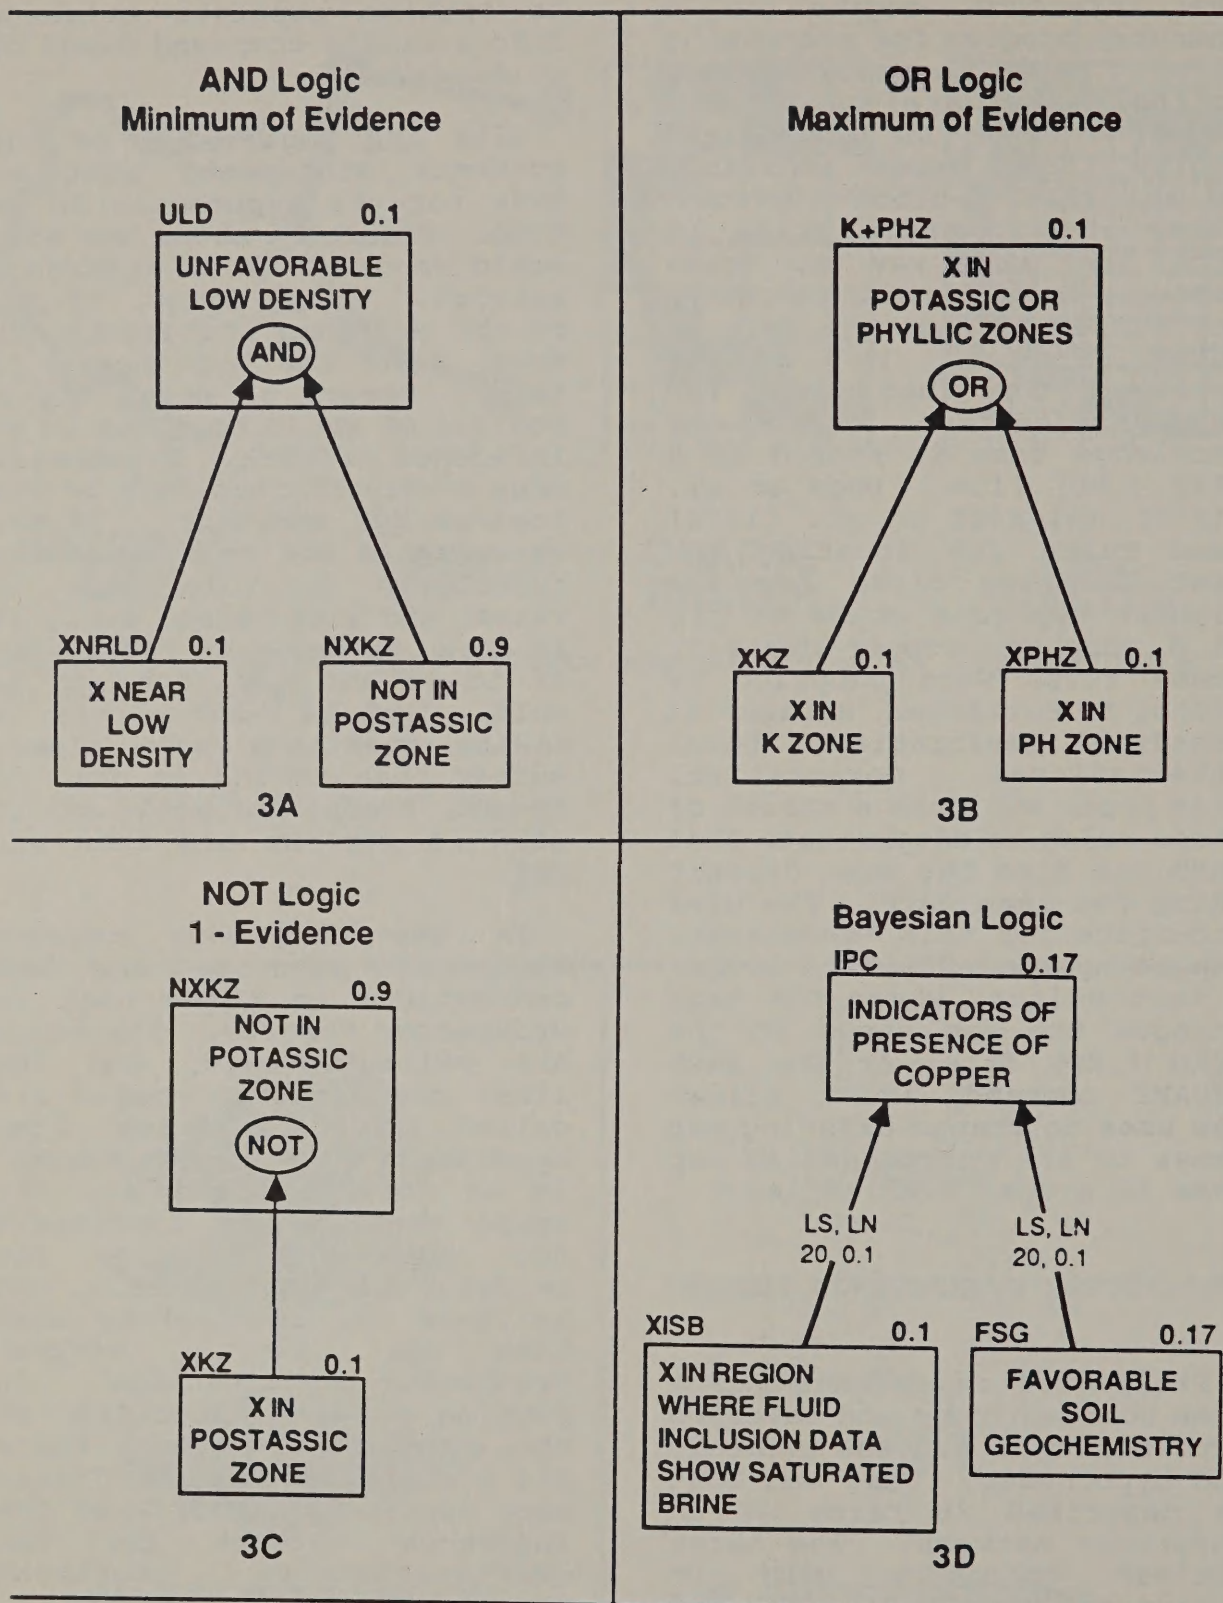 AND Logic
Minimum of Evidence
ULD 0.1
UNFAVORABLE
LOW DENSITY
AND
XNRLD 0.1
X NEAR
LOW
DENSITY
NXKZ 0.9
NOT IN
POSTASSIC
ZONE
3A
OR Logic
Maximum of Evidence
K+PHZ 0.1
X IN
POTASSIC OR
PHYLLIC ZONES
OR
XKZ 0.1
X IN
K ZONE
XPHZ 0.1
X IN
PH ZONE
3B
NOT Logic
1 - Evidence
NXKZ 0.9
NOT IN
POTASSIC
ZONE
NOT
XKZ 0.1
X IN
POSTASSIC
ZONE
3C
Bayesian Logic
IPC 0.17
INDICATORS OF
PRESENCE OF
COPPER
LS, LN
20, 0.1
LS, LN
20, 0.1
XISB 0.1
X IN REGION
WHERE FLUID
INCLUSION DATA
SHOW SATURATED
BRINE
FSG 0.17
FAVORABLE
SOIL
GEOCHEMISTRY
3D